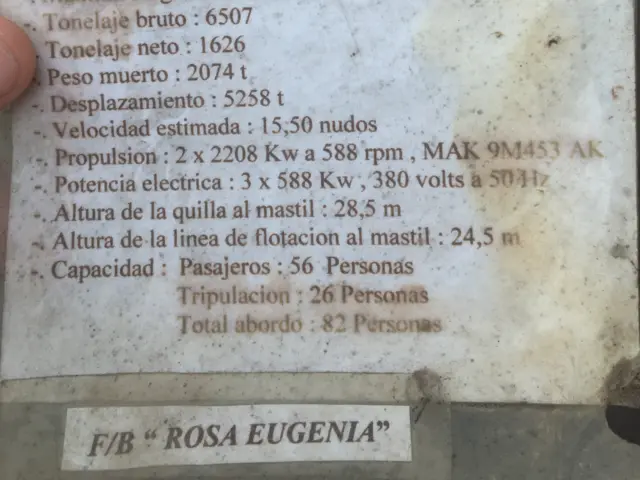 -. Tonelaje bruto : 6507
-. Tonelaje neto : 1626
-. Peso muerto : 2074 t
-. Desplazamiento : 5258 t
-. Velocidad estimada : 15,50 nudos
-. Propulsion : 2 x 2208 Kw a 588 rpm , MAK 9M453 AK
-. Potencia electrica : 3 x 588 Kw , 380 volts a 50 Hz
-. Altura de la quilla al mastil : 28,5 m
-. Altura de la linea de flotacion al mastil : 24,5 m
-. Capacidad : Pasajeros : 56 Personas
Tripulacion : 26 Personas
Total abordo : 82 Personas
F/B “ ROSA EUGENIA”